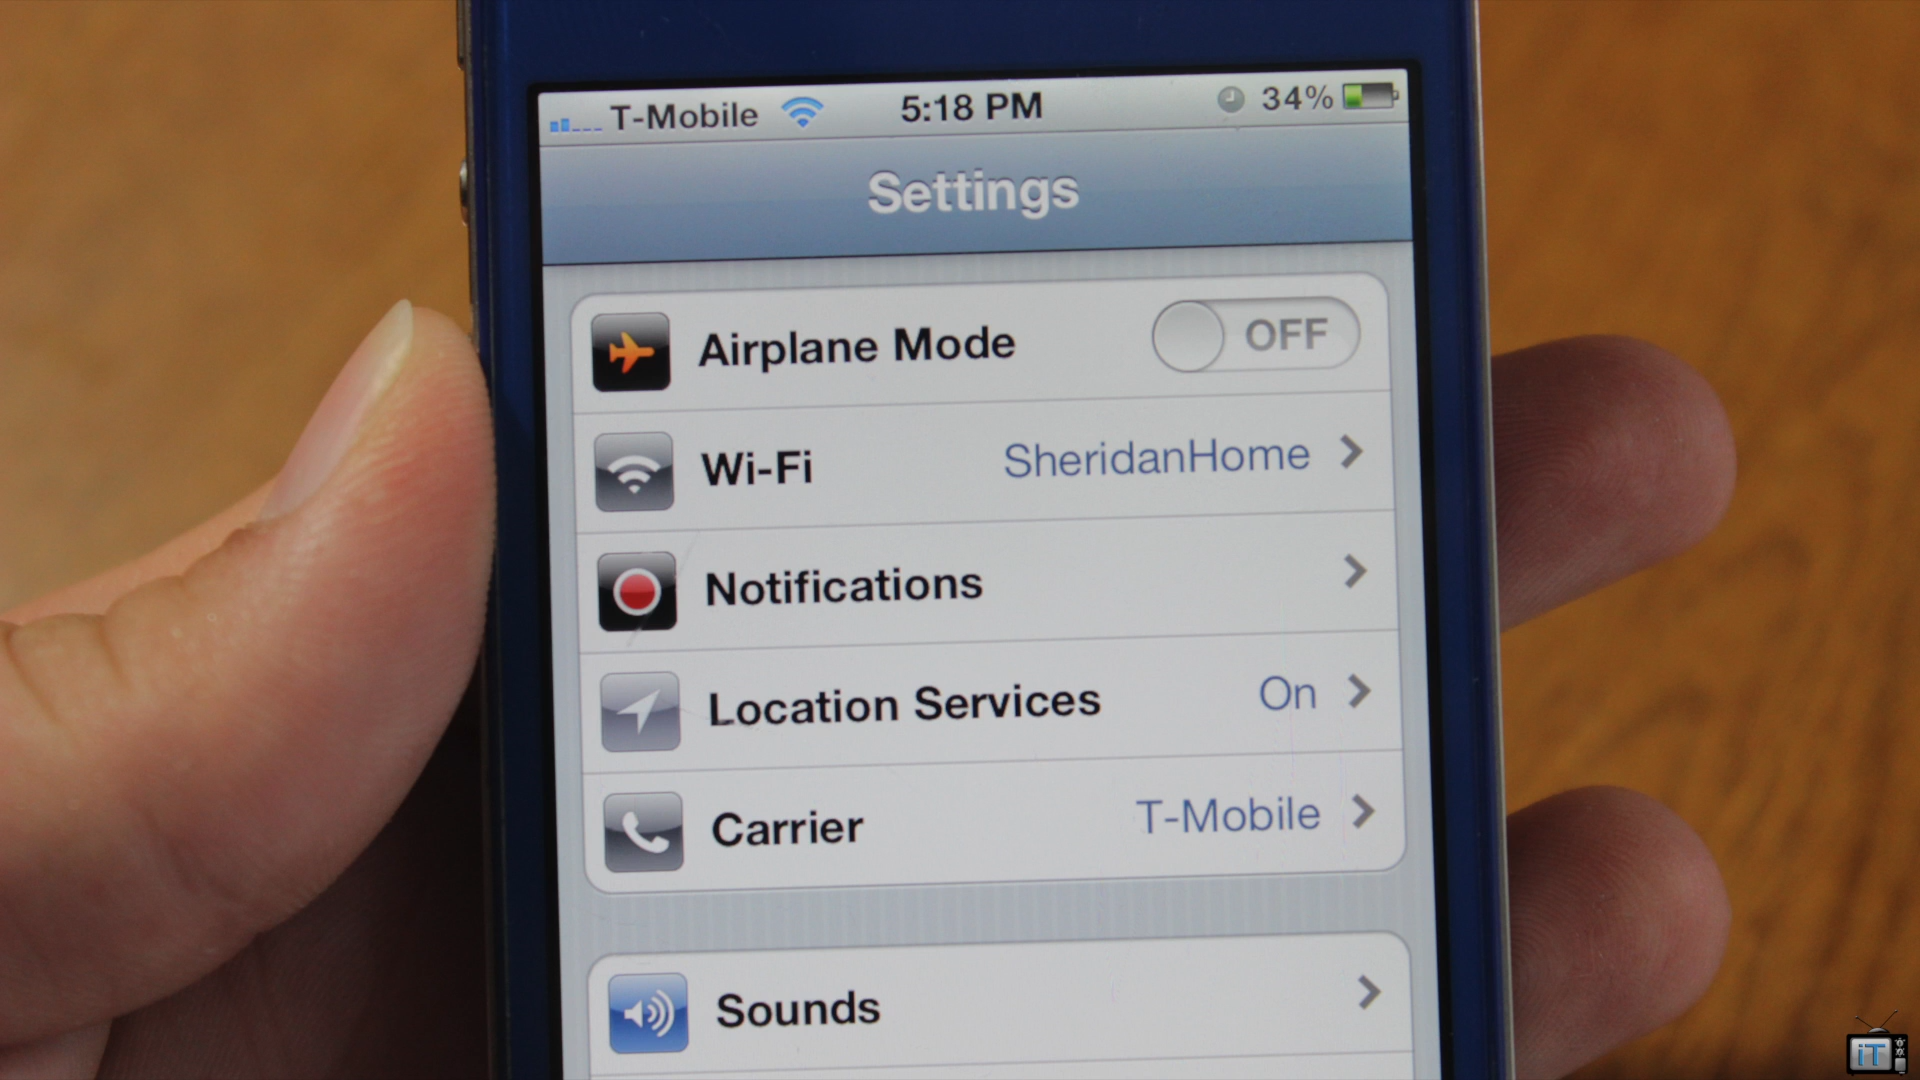 T-Mobile 5:18 PM 34%
Settings
Airplane Mode OFF
Wi-Fi SheridanHome
Notifications
Location Services On
Carrier T-Mobile
Sounds
iT